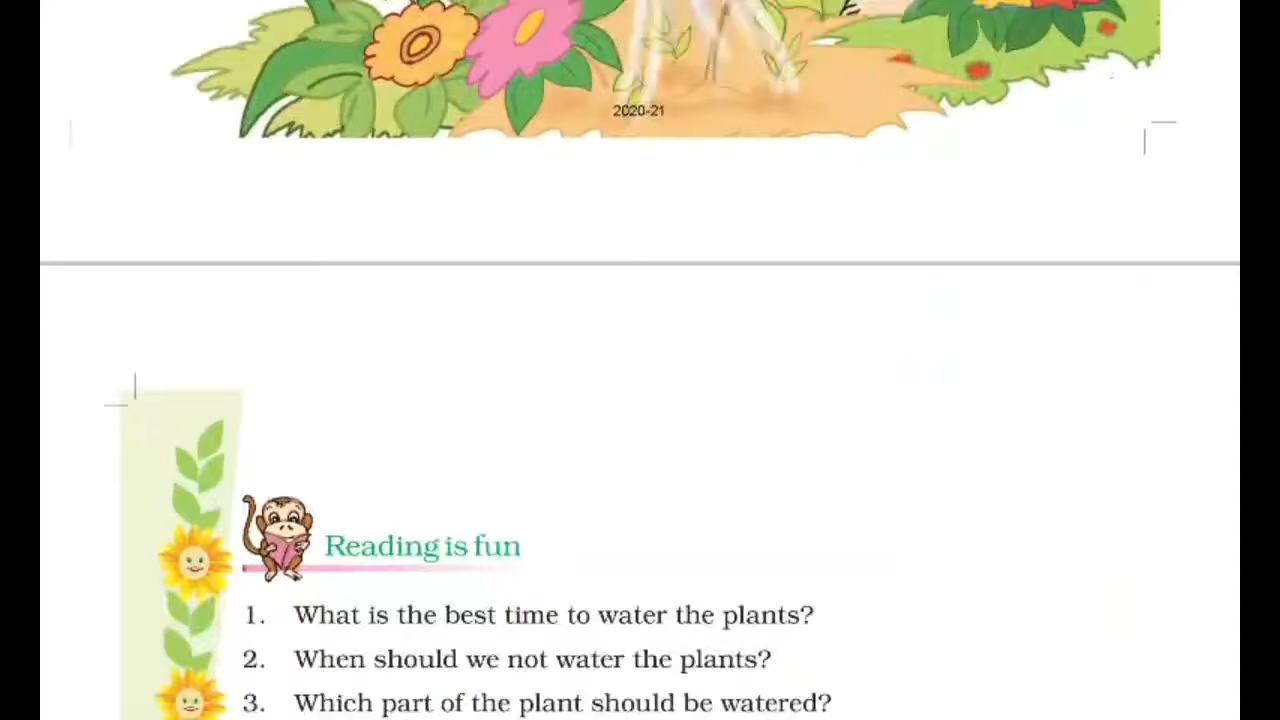 2020-21
Reading is fun
1. What is the best time to water the plants?
2. When should we not water the plants?
3. Which part of the plant should be watered?